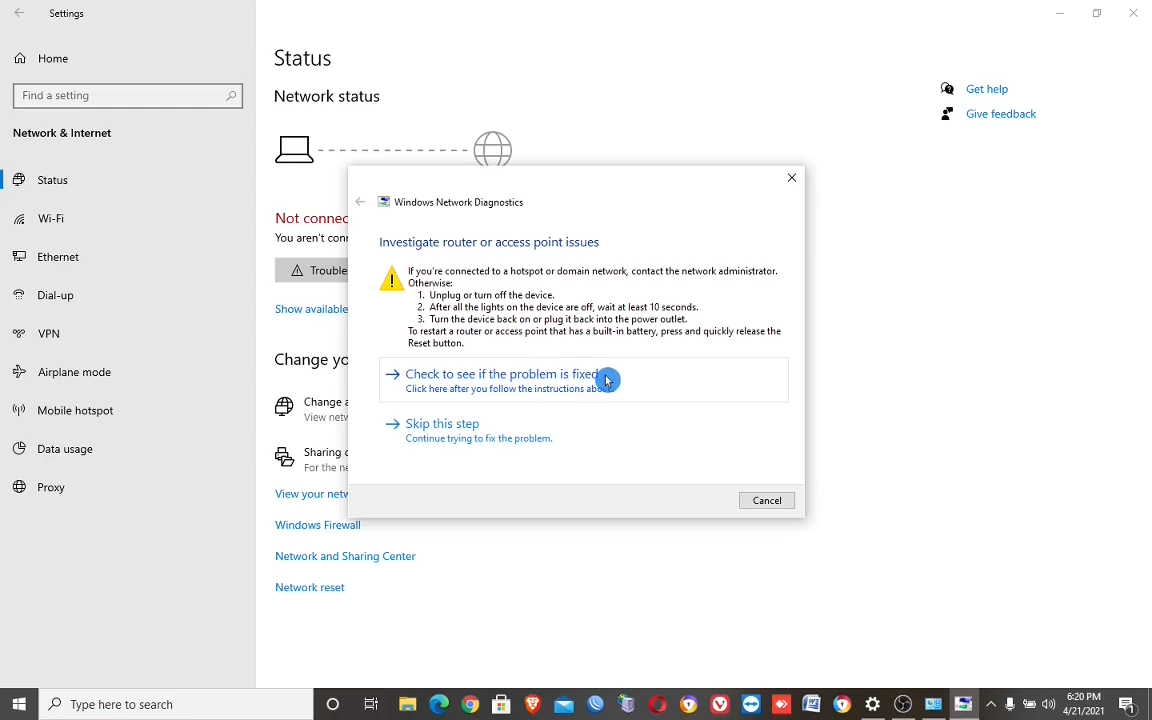 Settings
Home
Find a setting
Network & Internet
Status
Wi-Fi
Ethernet
Dial-up
VPN
Airplane mode
Mobile hotspot
Data usage
Proxy
Status
Network status
Not connec
You aren't conn
Trouble
Show available
Change yo
Change a
View netw
Sharing o
For the ne
View your netw
Windows Firewall
Network and Sharing Center
Network reset
Get help
Give feedback
Windows Network Diagnostics
Investigate router or access point issues
If you're connected to a hotspot or domain network, contact the network administrator.
Otherwise:
1. Unplug or turn off the device.
2. After all the lights on the device are off, wait at least 10 seconds.
3. Turn the device back on or plug it back into the power outlet.
To restart a router or access point that has a built-in battery, press and quickly release the
Reset button.
Check to see if the problem is fixed
Click here after you follow the instructions above.
Skip this step
Continue trying to fix the problem.
Cancel
Type here to search
6:20 PM
4/21/2021
1